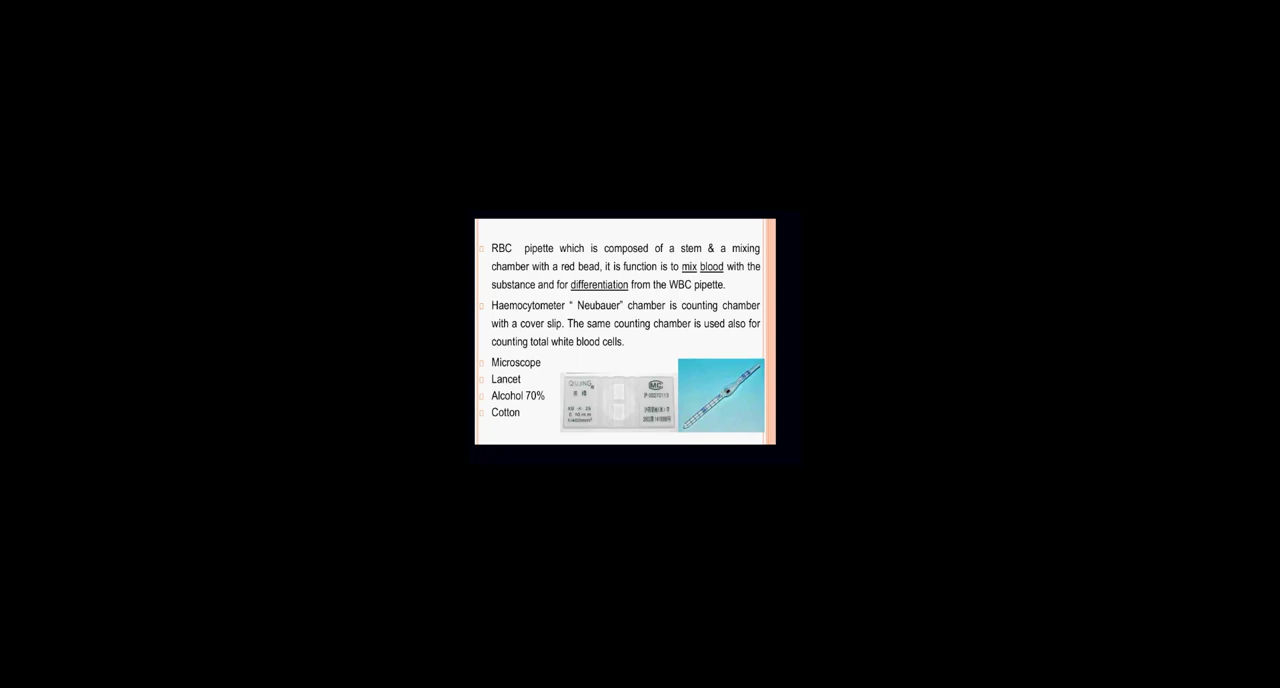 RBC pipette which is composed of a stem & a mixing
chamber with a red bead, it is function is to mix blood with the
substance and for differentiation from the WBC pipette.
Haemocytometer “ Neubauer” chamber is counting chamber
with a cover slip. The same counting chamber is used also for
counting total white blood cells.
Microscope
Lancet
Alcohol 70%
Cotton
QIUJING
MC